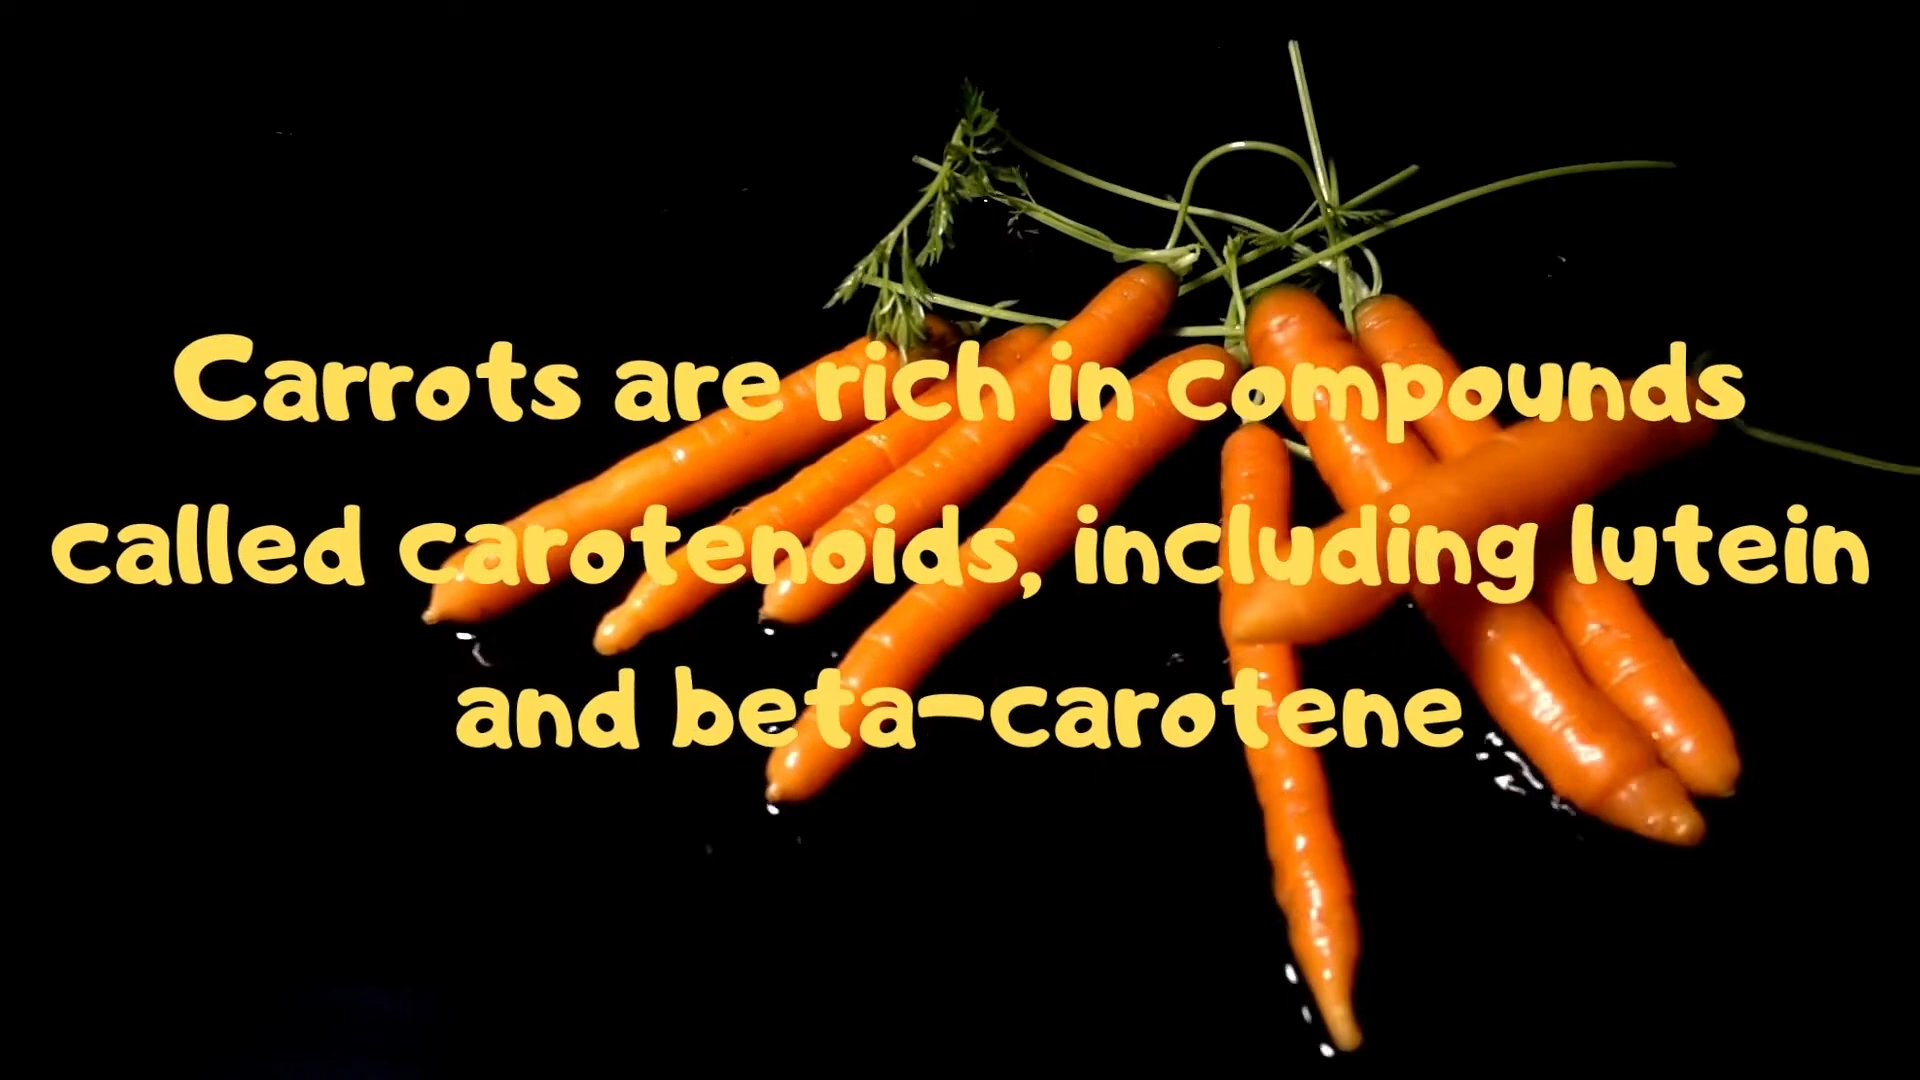 Carrots are rich in compounds
called carotenoids, including lutein
and beta-carotene